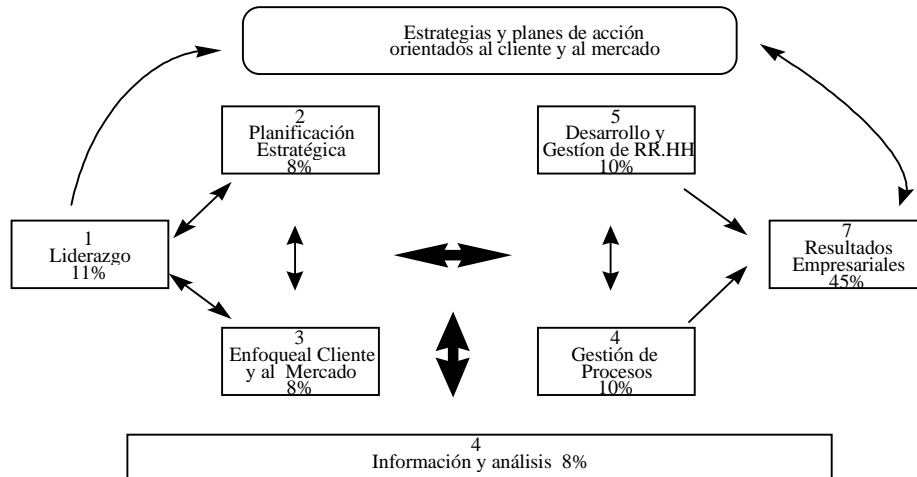 Estrategias y planes de acción
orientados al cliente y al mercado
2
Planificación
Estratégica
8%
5
Desarrollo y
Gestíon de RR.HH
10%
1
Liderazgo
11%
7
Resultados
Empresariales
45%
3
Enfoqueal Cliente
y al Mercado
8%
4
Gestión de
Procesos
10%
4
Información y análisis 8%